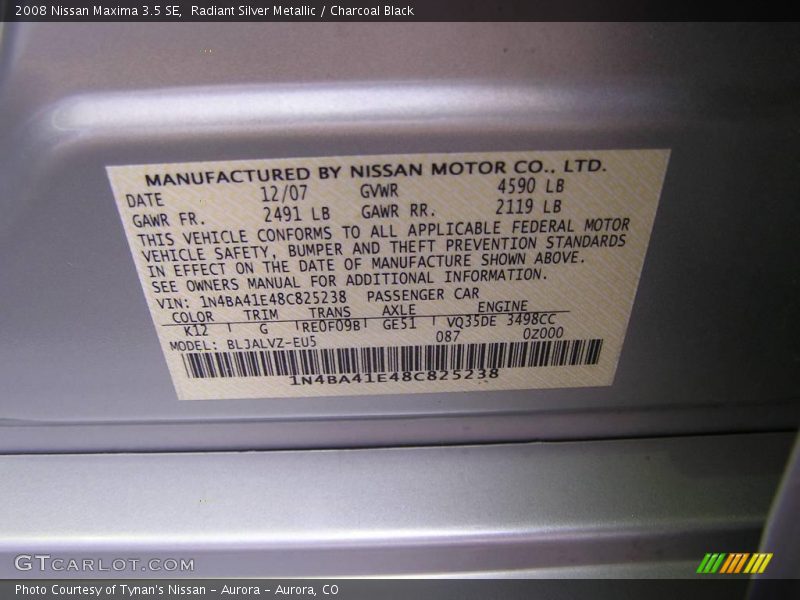 2008 Nissan Maxima 3.5 SE, Radiant Silver Metallic / Charcoal Black
MANUFACTURED BY NISSAN MOTOR CO., LTD.
DATE 12/07 GVWR 4590 LB
GAWR FR. 2491 LB GAWR RR. 2119 LB
THIS VEHICLE CONFORMS TO ALL APPLICABLE FEDERAL MOTOR
VEHICLE SAFETY, BUMPER AND THEFT PREVENTION STANDARDS
IN EFFECT ON THE DATE OF MANUFACTURE SHOWN ABOVE.
SEE OWNERS MANUAL FOR ADDITIONAL INFORMATION.
VIN: 1N4BA41E48C825238 PASSENGER CAR
COLOR TRIM TRANS AXLE ENGINE
K12 G RE0F09B GE51 VQ35DE 3498CC
MODEL: BLJALVZ-EU5 087 0Z000
1N4BA41E48C825238
GTCARLOT.COM
Photo Courtesy of Tynan's Nissan – Aurora – Aurora, CO